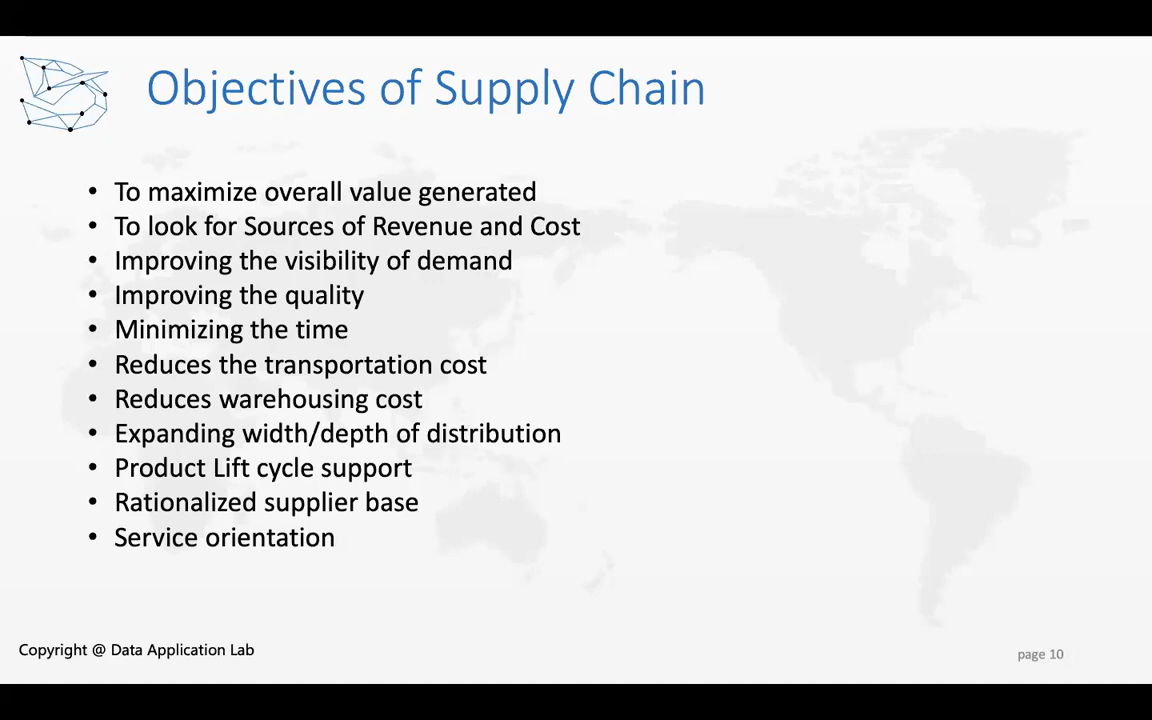 Objectives of Supply Chain
• To maximize overall value generated
• To look for Sources of Revenue and Cost
• Improving the visibility of demand
• Improving the quality
• Minimizing the time
• Reduces the transportation cost
• Reduces warehousing cost
• Expanding width/depth of distribution
• Product Lift cycle support
• Rationalized supplier base
• Service orientation
Copyright @ Data Application Lab
page 10